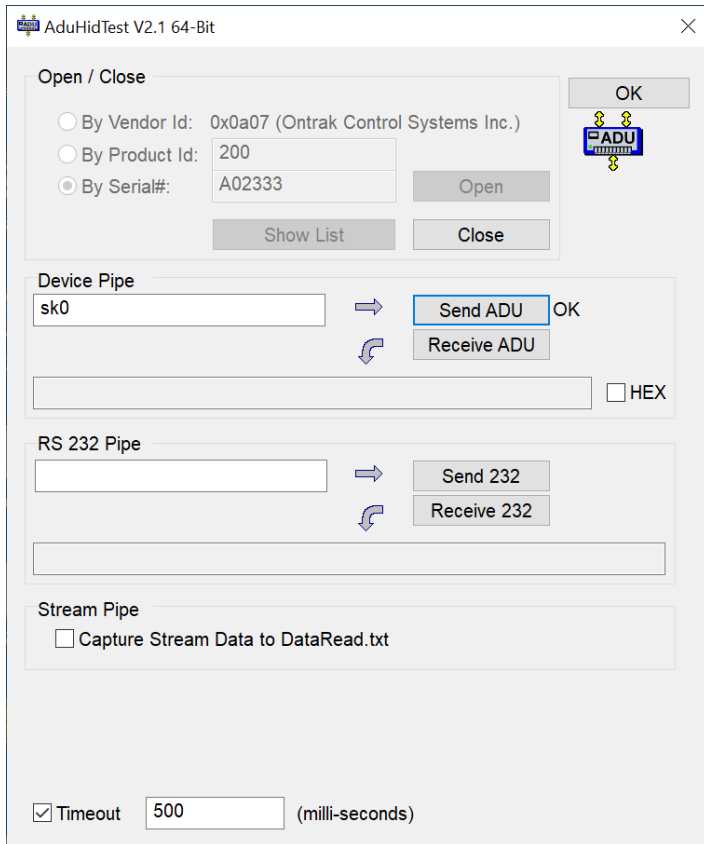 AduHidTest V2.1 64-Bit
Open / Close
OK
By Vendor Id: 0x0a07 (Ontrak Control Systems Inc.)
ADU
By Product Id: 200
By Serial#: A02333 Open
Show List Close
Device Pipe
sk0 Send ADU OK
Receive ADU
HEX
RS 232 Pipe
Send 232
Receive 232
Stream Pipe
Capture Stream Data to DataRead.txt
Timeout 500 (milli-seconds)